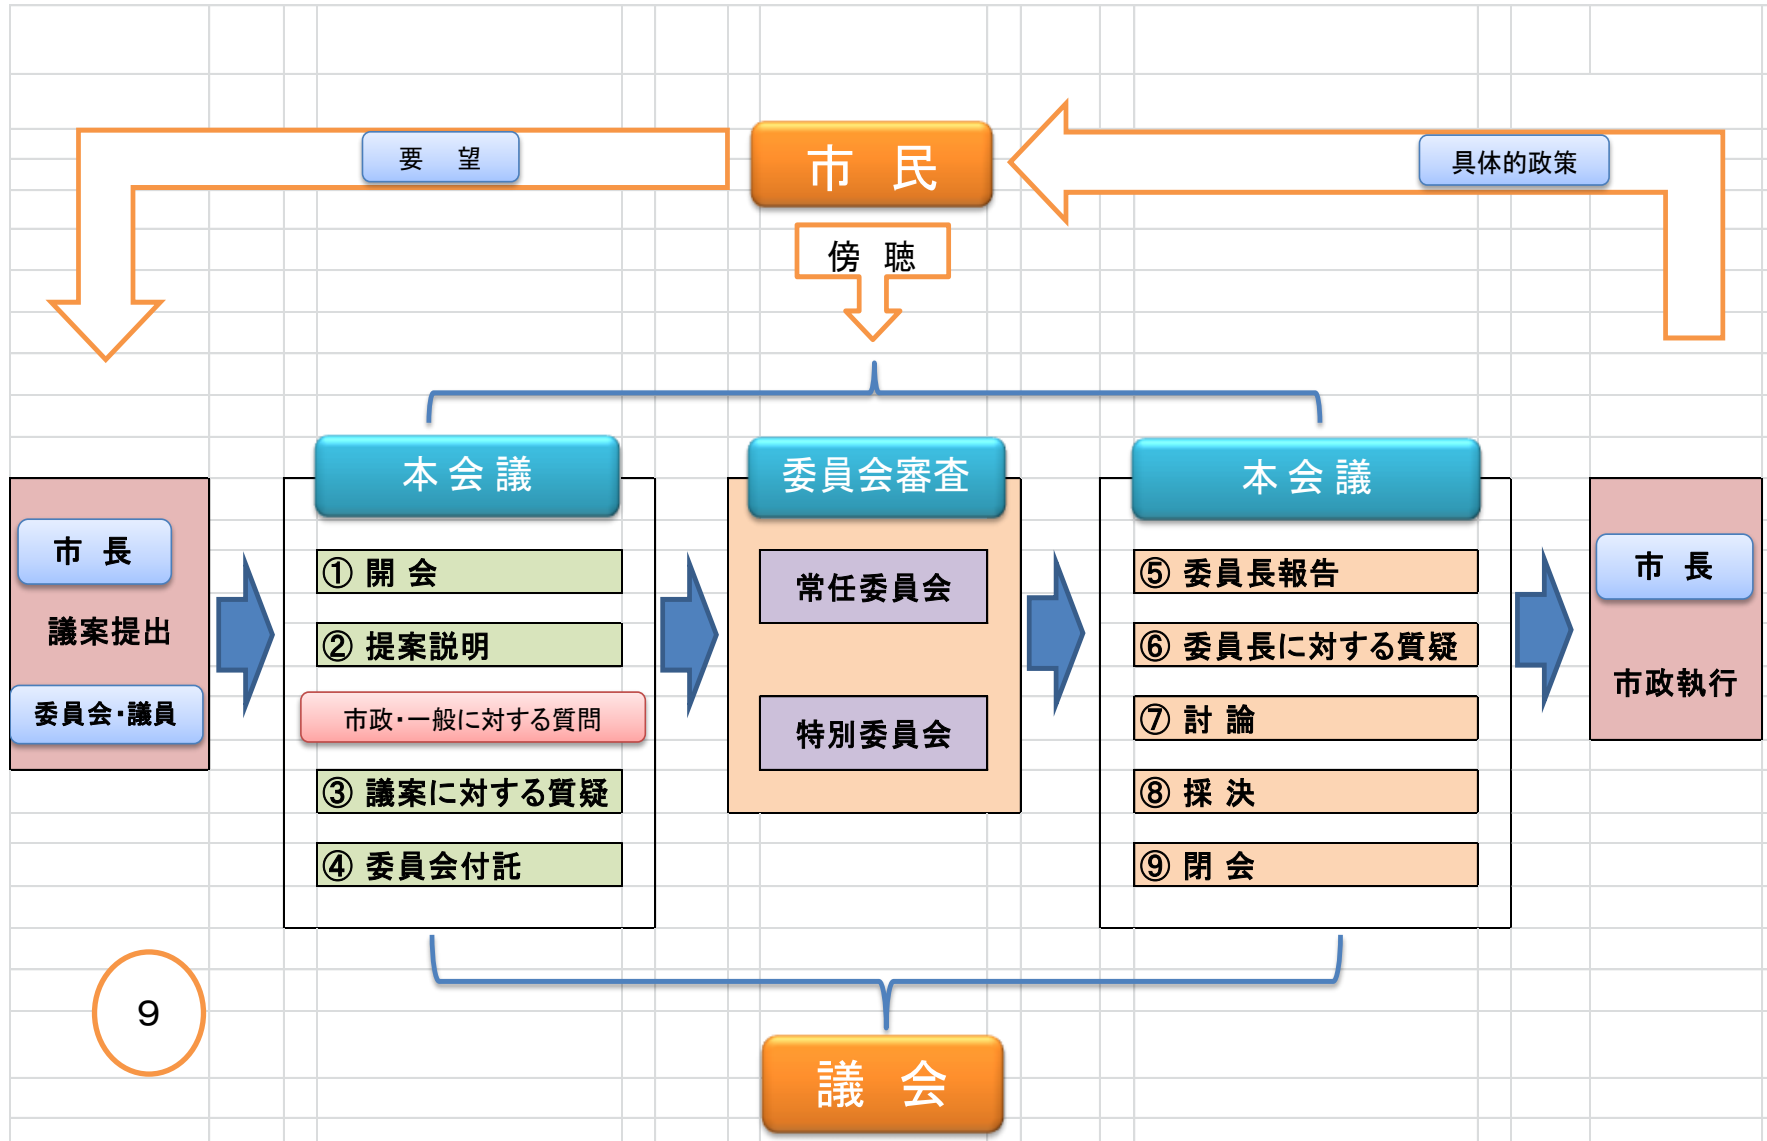 市 民
要 望
具体的政策
傍 聴
市 長
議案提出
委員会・議員
本 会 議
① 開 会
② 提案説明
市政・一般に対する質問
③ 議案に対する質疑
④ 委員会付託
委員会審査
常任委員会
特別委員会
本 会 議
⑤ 委員長報告
⑥ 委員長に対する質疑
⑦ 討 論
⑧ 採 決
⑨ 閉 会
市 長
市政執行
議 会
9